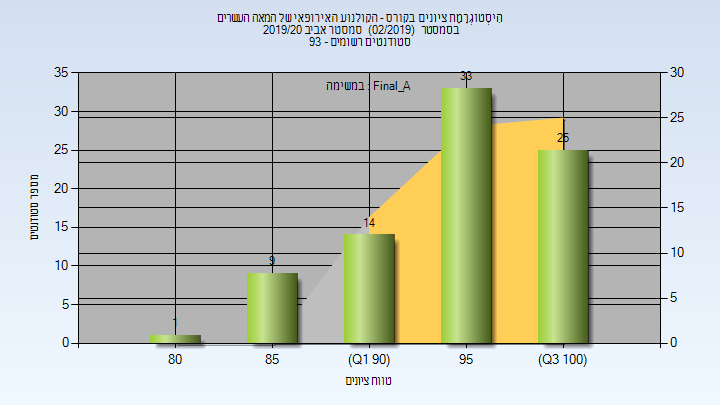 היסטוגרמת ציונים בקורס - הקולנוע האירופאי של המאה העשרים
בסמסטר (02/2019) סמסטר אביב 2019/20
סטודנטים רשומים - 93
במשימה : Final_A
מספר סטודנטים
35
30
25
20
15
10
5
0
30
25
20
15
10
5
0
1
9
14
33
25
80
85
(Q1 90)
95
(Q3 100)
טווח ציונים